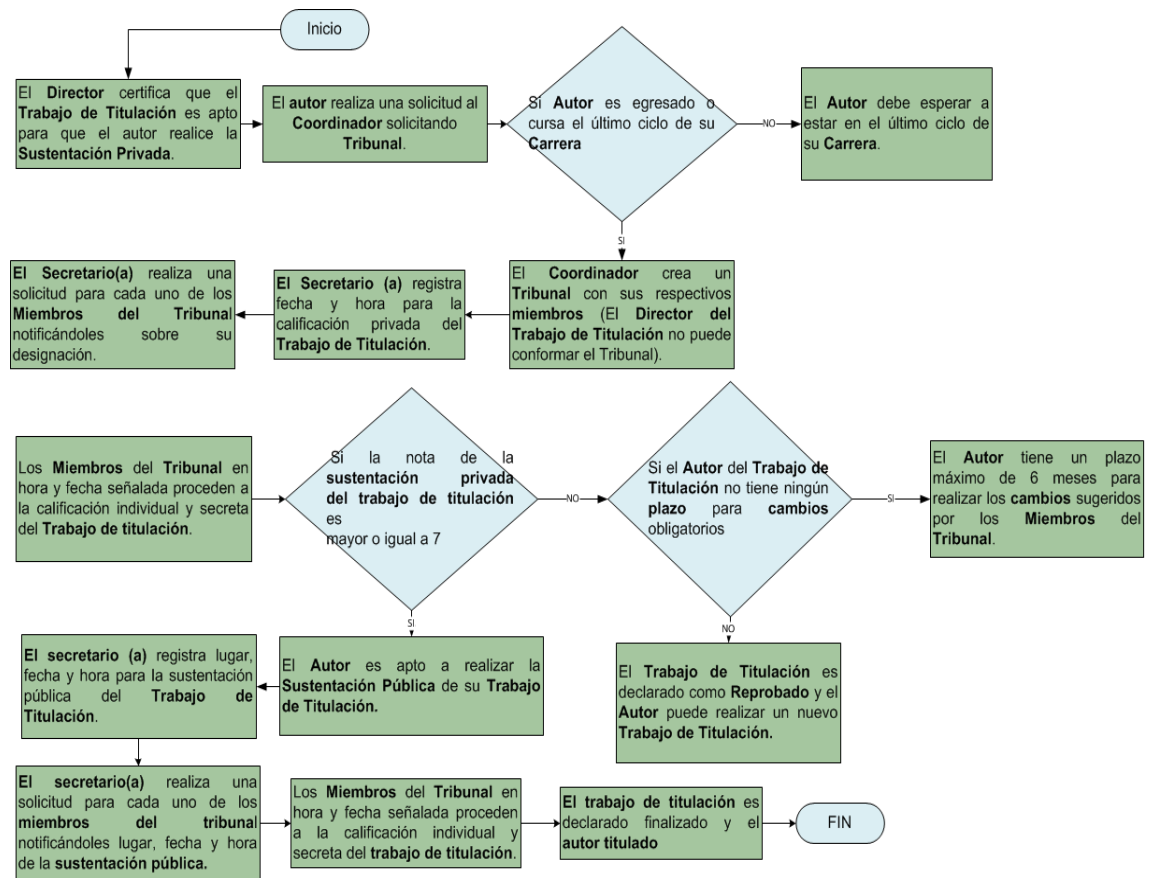 Inicio
El Director certifica que el
Trabajo de Titulación es apto
para que el autor realice la
Sustentación Privada.
El autor realiza una solicitud al
Coordinador solicitando
Tribunal.
Si Autor es egresado o
cursa el último ciclo de su
Carrera
NO
El Autor debe esperar a
estar en el último ciclo de
su Carrera.
SI
El Coordinador crea un
Tribunal con sus respectivos
miembros (El Director del
Trabajo de Titulación no puede
conformar el Tribunal).
El Secretario (a) registra
fecha y hora para la
calificación privada del
Trabajo de Titulación.
El Secretario(a) realiza una
solicitud para cada uno de los
Miembros del Tribunal
notificándoles sobre su
designación.
Los Miembros del Tribunal en
hora y fecha señalada proceden a
la calificación individual y secreta
del Trabajo de titulación.
Si la nota de la
sustentación privada
del trabajo de titulación
es
mayor o igual a 7
NO
Si el Autor del Trabajo de
Titulación no tiene ningún
plazo para cambios
obligatorios
SI
El Autor tiene un plazo
máximo de 6 meses para
realizar los cambios sugeridos
por los Miembros del
Tribunal.
NO
El Trabajo de Titulación es
declarado como Reprobado y el
Autor puede realizar un nuevo
Trabajo de Titulación.
SI
El Autor es apto a realizar la
Sustentación Pública de su Trabajo
de Titulación.
El secretario (a) registra lugar,
fecha y hora para la sustentación
pública del Trabajo de
Titulación.
El secretario(a) realiza una
solicitud para cada uno de los
miembros del tribunal
notificándoles lugar, fecha y hora
de la sustentación pública.
Los Miembros del Tribunal en
hora y fecha señalada proceden
a la calificación individual y
secreta del trabajo de titulación.
El trabajo de titulación es
declarado finalizado y el
autor titulado
FIN